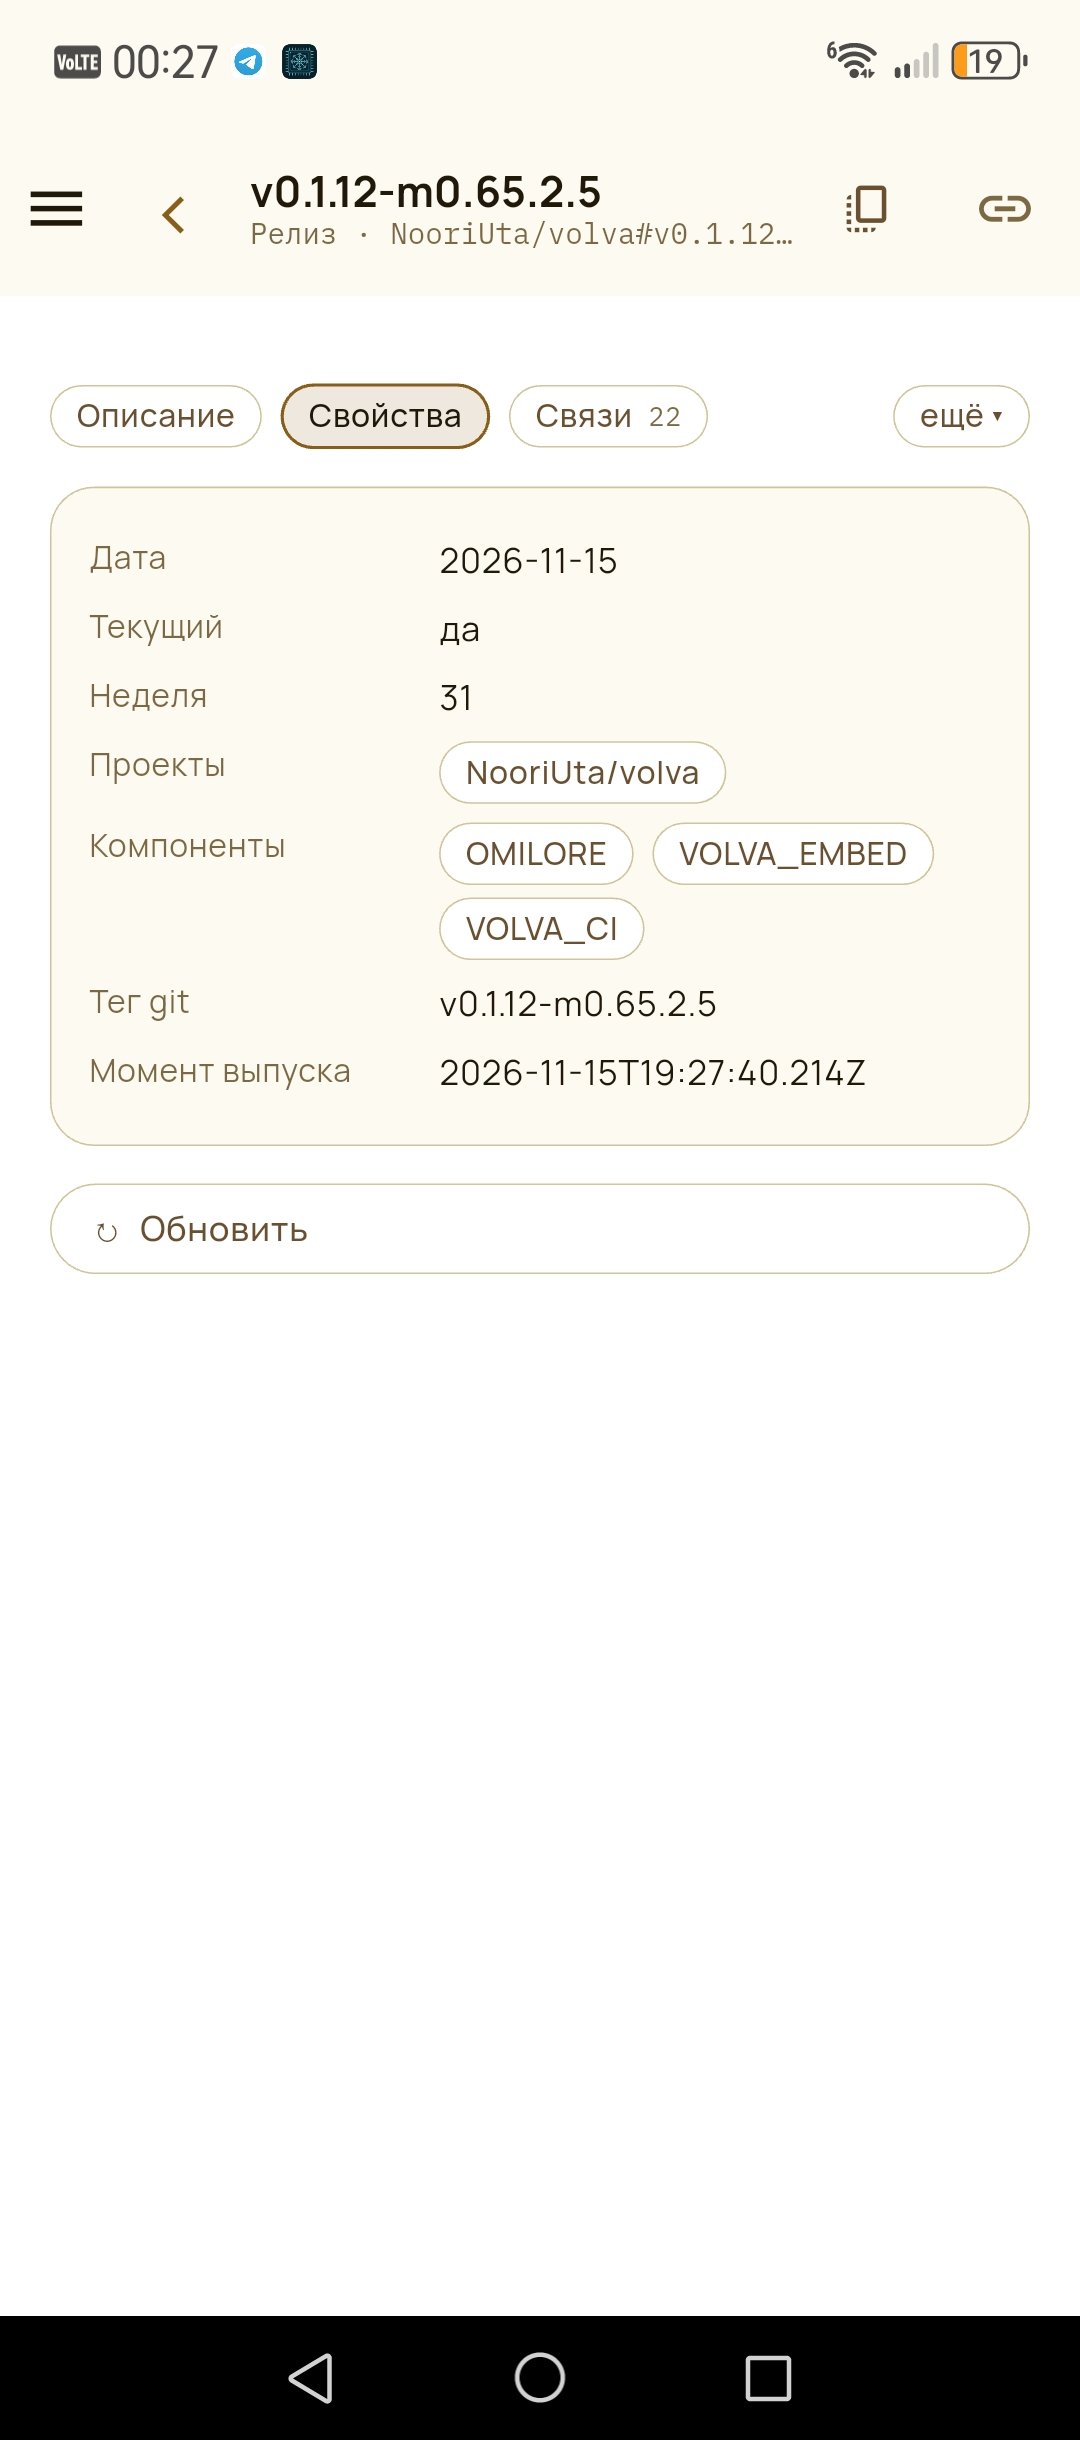 VoLTE 00:27 6 19
v0.1.12-m0.65.2.5
Релиз · NooriUta/volva#v0.1.12…
Описание Свойства Связи 22 ещё ▾
Дата 2026-11-15
Текущий да
Неделя 31
Проекты NooriUta/volva
Компоненты OMILORE VOLVA_EMBED
VOLVA_CI
Тег git v0.1.12-m0.65.2.5
Момент выпуска 2026-11-15T19:27:40.214Z
↻ Обновить